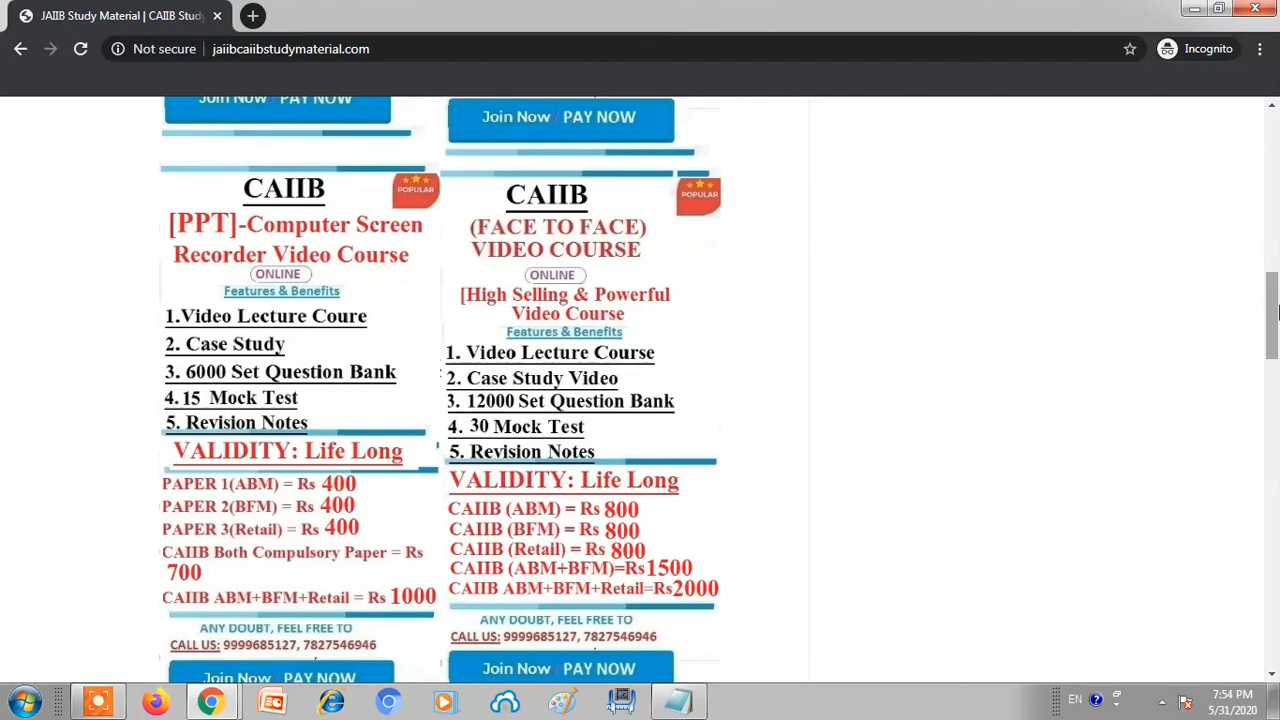 JAIIB Study Material | CAIIB Study
Not secure
jaiibcaiibstudymaterial.com
Incognito
Join Now / PAY NOW
CAIIB
POPULAR
[PPT]-Computer Screen
Recorder Video Course
ONLINE
Features & Benefits
1.Video Lecture Coure
2. Case Study
3. 6000 Set Question Bank
4.15 Mock Test
5. Revision Notes
VALIDITY: Life Long
PAPER 1(ABM) = Rs 400
PAPER 2(BFM) = Rs 400
PAPER 3(Retail) = Rs 400
CAIIB Both Compulsory Paper = Rs
700
CAIIB ABM+BFM+Retail = Rs 1000
ANY DOUBT, FEEL FREE TO
CALL US: 9999685127, 7827546946
Join Now / PAY NOW
Join Now / PAY NOW
CAIIB
POPULAR
(FACE TO FACE)
VIDEO COURSE
ONLINE
[High Selling & Powerful
Video Course
Features & Benefits
1. Video Lecture Course
2. Case Study Video
3. 12000 Set Question Bank
4. 30 Mock Test
5. Revision Notes
VALIDITY: Life Long
CAIIB (ABM) = Rs 800
CAIIB (BFM) = Rs 800
CAIIB (Retail) = Rs 800
CAIIB (ABM+BFM)=Rs1500
CAIIB ABM+BFM+Retail=Rs2000
ANY DOUBT, FEEL FREE TO
CALL US: 9999685127, 7827546946
Join Now / PAY NOW
EN
7:54 PM
5/31/2020